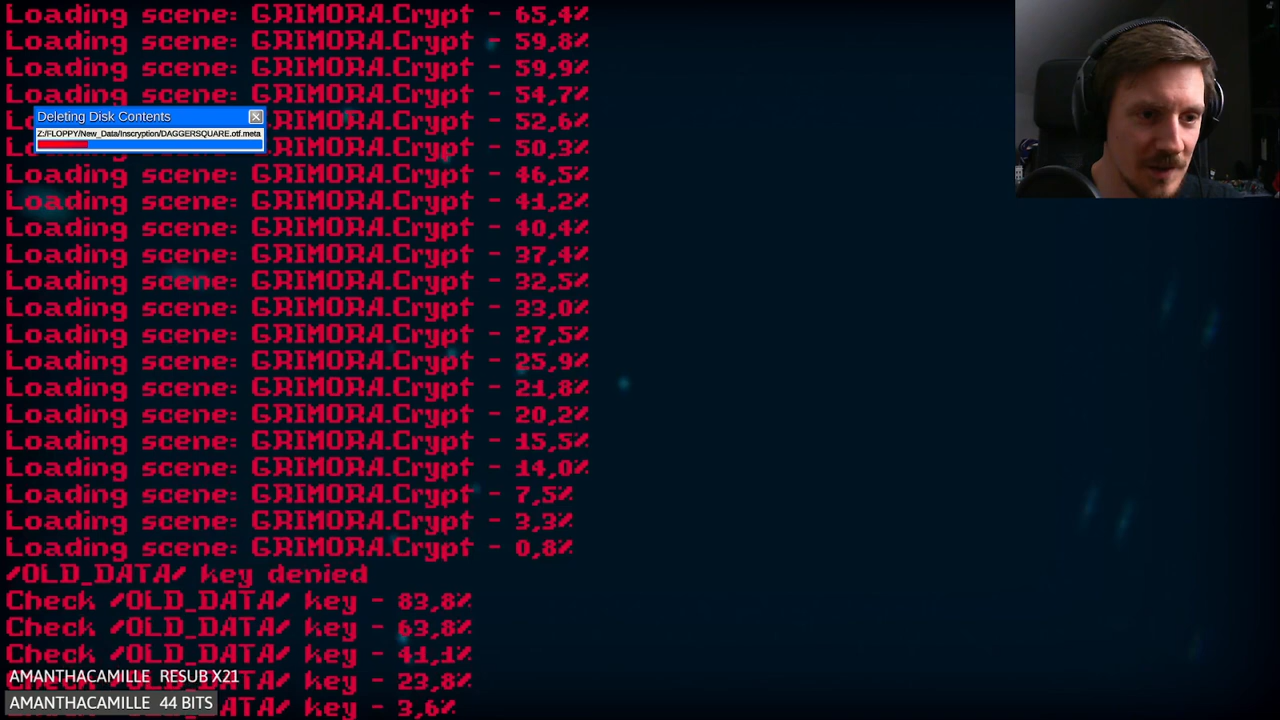 Loading scene: GRIMORA.Crypt - 65,4%
Loading scene: GRIMORA.Crypt - 59,8%
Loading scene: GRIMORA.Crypt - 59,9%
Loading scene: GRIMORA.Crypt - 54,7%
Deleting Disk Contents
Z:/FLOPPY/New_Data/Inscryption/DAGGERSQUARE.otf.meta
GRIMORA.Crypt - 52,6%
Loading scene: GRIMORA.Crypt - 50,3%
Loading scene: GRIMORA.Crypt - 46,5%
Loading scene: GRIMORA.Crypt - 41,2%
Loading scene: GRIMORA.Crypt - 40,4%
Loading scene: GRIMORA.Crypt - 37,4%
Loading scene: GRIMORA.Crypt - 32,5%
Loading scene: GRIMORA.Crypt - 33,0%
Loading scene: GRIMORA.Crypt - 27,5%
Loading scene: GRIMORA.Crypt - 25,9%
Loading scene: GRIMORA.Crypt - 21,8%
Loading scene: GRIMORA.Crypt - 20,2%
Loading scene: GRIMORA.Crypt - 15,5%
Loading scene: GRIMORA.Crypt - 14,0%
Loading scene: GRIMORA.Crypt - 7,5%
Loading scene: GRIMORA.Crypt - 3,3%
Loading scene: GRIMORA.Crypt - 0,8%
/OLD_DATA/ key denied
Check /OLD_DATA/ key - 83,8%
Check /OLD_DATA/ key - 63,8%
Check /OLD_DATA/ key - 41,1%
AMANTHACAMILLE RESUB X21
Check /OLD_DATA/ key - 23,8%
AMANTHACAMILLE 44 BITS
key - 3,6%